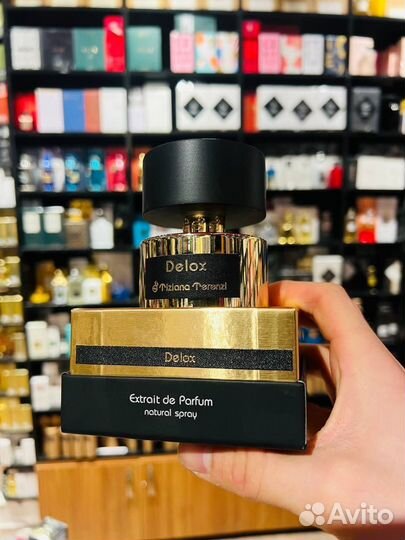 Delox
Tiziana Terenzi
Delox
Extrait de Parfum
natural spray
Avito